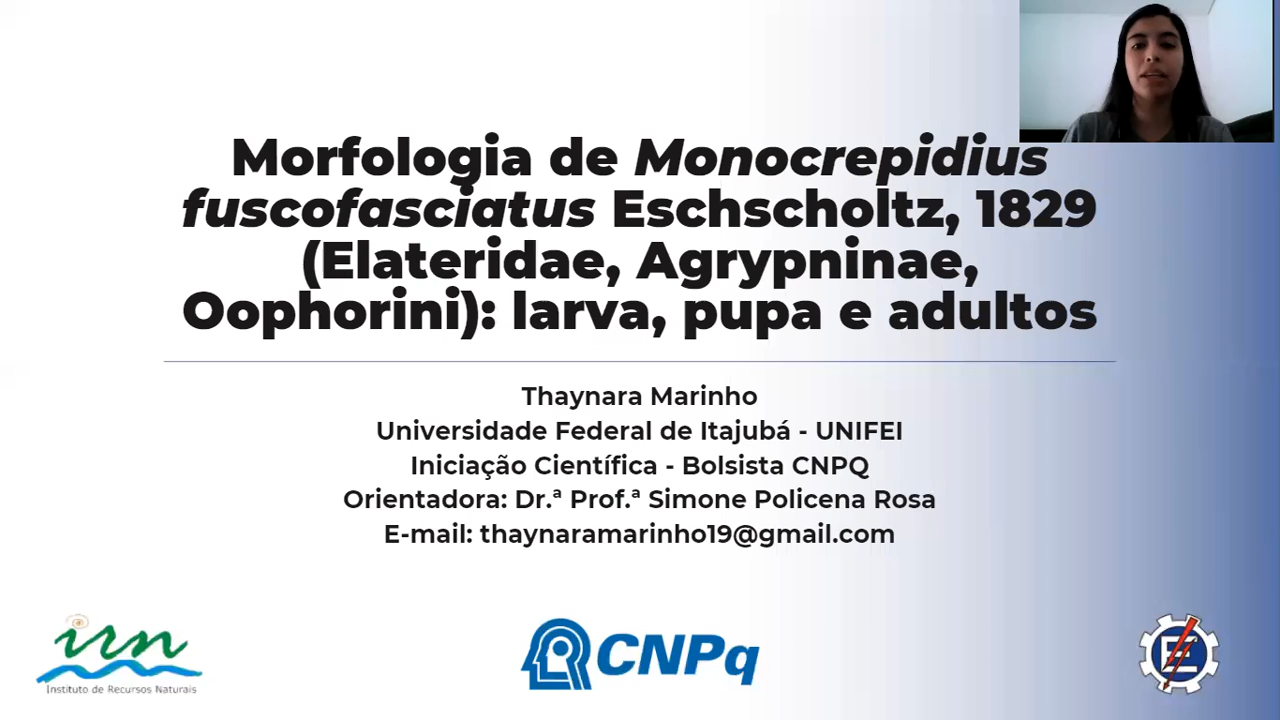 Morfologia de Monocrepidius
fuscofasciatus Eschscholtz, 1829
(Elateridae, Agrypninae,
Oophorini): larva, pupa e adultos
Thaynara Marinho
Universidade Federal de Itajubá - UNIFEI
Iniciação Científica - Bolsista CNPQ
Orientadora: Dr.ª Prof.ª Simone Policena Rosa
E-mail: thaynaramarinho19@gmail.com
irn
Instituto de Recursos Naturais
CNPq
E